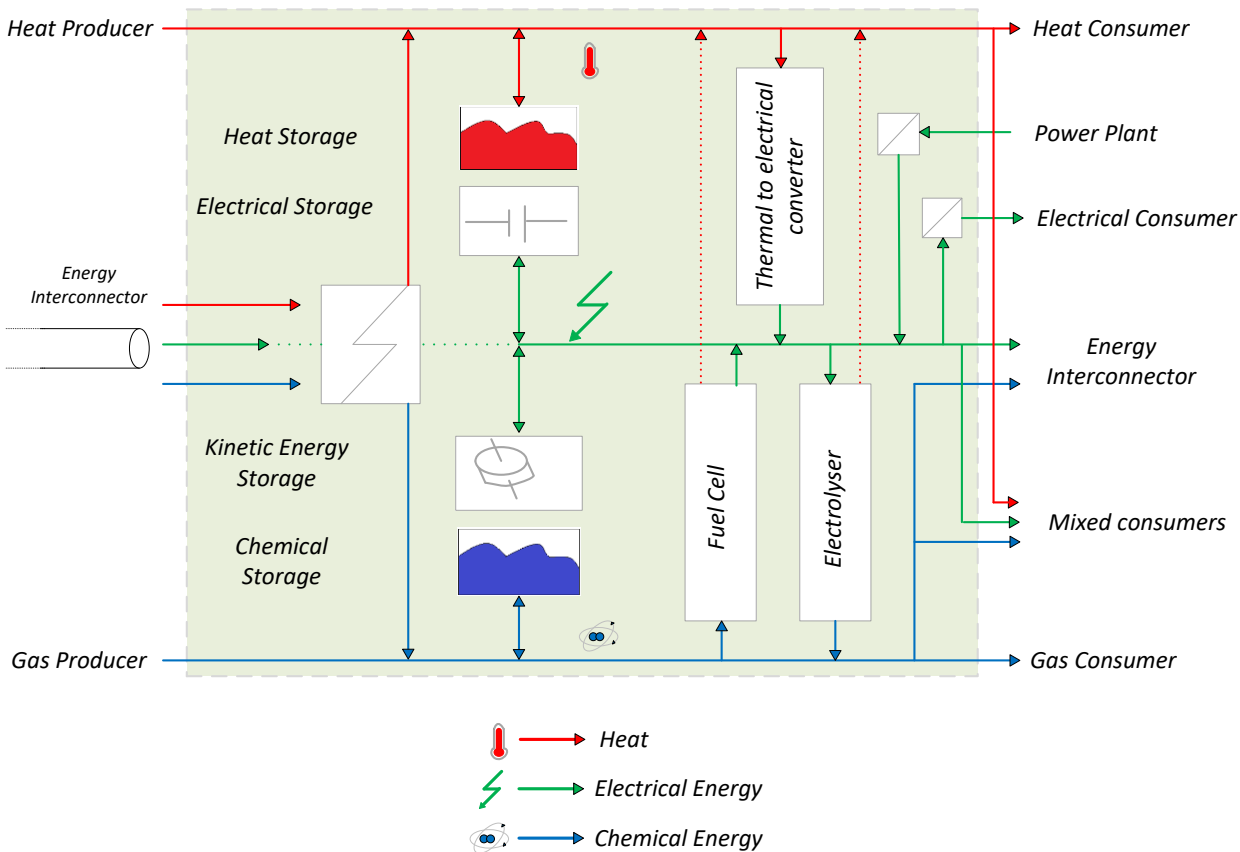 Heat Producer
Heat Consumer
Heat Storage
Thermal to electrical
converter
Power Plant
Electrical Storage
Electrical Consumer
Energy
Interconnector
Energy
Interconnector
Kinetic Energy
Storage
Fuel Cell
Electrolyser
Mixed consumers
Chemical
Storage
Gas Producer
Gas Consumer
Heat
Electrical Energy
Chemical Energy